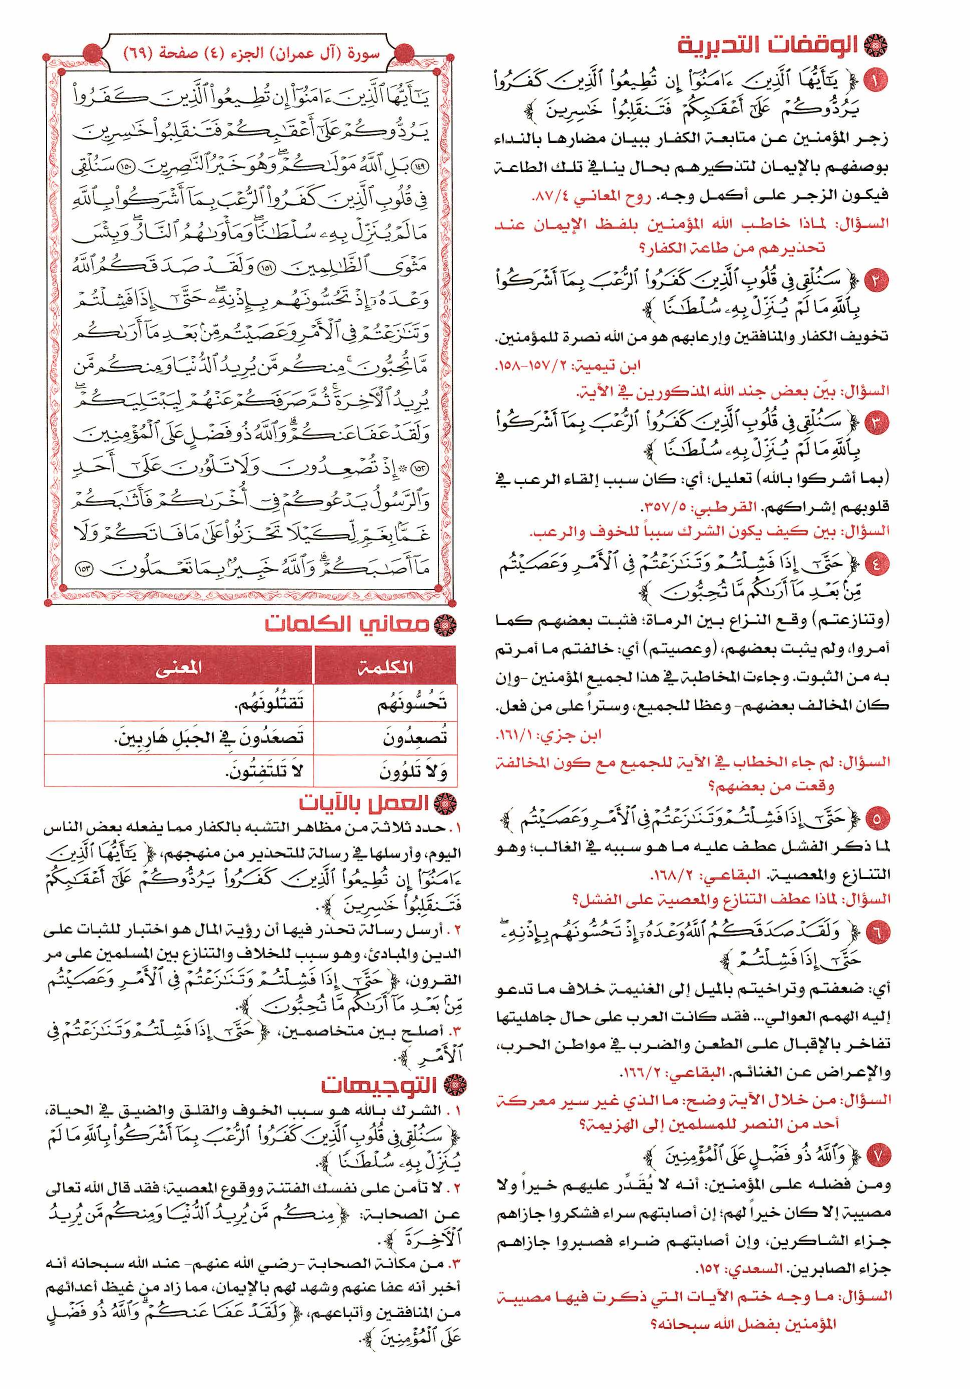 الوقفات التدبرية
١ ﴿ يَٰٓأَيُّهَا ٱلَّذِينَ ءَامَنُوٓا۟ إِن تُطِيعُوا۟ ٱلَّذِينَ كَفَرُوا۟
يَرُدُّوكُمْ عَلَىٰٓ أَعْقَٰبِكُمْ فَتَنقَلِبُوا۟ خَٰسِرِينَ ﴾
زجر المؤمنين عن متابعة الكفار ببيان مضارها بالنداء
بوصفهم بالإيمان لتذكيرهم بحال ينافي تلك الطاعة
فيكون الزجر على أكمل وجه. روح المعاني ٨٧/٤.
السؤال: لماذا خاطب الله المؤمنين بلفظ الإيمان عند
تحذيرهم من طاعة الكفار؟
٢ ﴿ سَنُلْقِى فِى قُلُوبِ ٱلَّذِينَ كَفَرُوا۟ ٱلرُّعْبَ بِمَآ أَشْرَكُوا۟
بِٱللَّهِ مَا لَمْ يُنَزِّلْ بِهِۦ سُلْطَٰنًا ﴾
تخويف الكفار والمنافقين وإرعابهم هو من الله نصرة للمؤمنين.
ابن تيمية: ١٥٧/٢-١٥٨.
السؤال: بيّن بعض جند الله المذكورين في الآية.
٣ ﴿ سَنُلْقِى فِى قُلُوبِ ٱلَّذِينَ كَفَرُوا۟ ٱلرُّعْبَ بِمَآ أَشْرَكُوا۟
بِٱللَّهِ مَا لَمْ يُنَزِّلْ بِهِۦ سُلْطَٰنًا ﴾
(بما أشركوا بالله) تعليل؛ أي: كان سبب إلقاء الرعب في
قلوبهم إشراكهم. القرطبي: ٣٥٧/٥.
السؤال: بين كيف يكون الشرك سبباً للخوف والرعب.
٤ ﴿ حَتَّىٰٓ إِذَا فَشِلْتُمْ وَتَنَٰزَعْتُمْ فِى ٱلْأَمْرِ وَعَصَيْتُم
مِّنۢ بَعْدِ مَآ أَرَىٰكُم مَّا تُحِبُّونَ ﴾
(وتنازعتم) وقع النزاع بين الرماة؛ فثبت بعضهم كما
أمروا، ولم يثبت بعضهم، (وعصيتم) أي: خالفتم ما أمرتم
به من الثبوت. وجاءت المخاطبة في هذا لجميع المؤمنين -وإن
كان المخالف بعضهم- وعظا للجميع، وستراً على من فعل.
ابن جزي: ١٦١/١.
السؤال: لم جاء الخطاب في الآية للجميع مع كون المخالفة
وقعت من بعضهم؟
٥ ﴿ حَتَّىٰٓ إِذَا فَشِلْتُمْ وَتَنَٰزَعْتُمْ فِى ٱلْأَمْرِ وَعَصَيْتُم ﴾
لما ذكر الفشل عطف عليه ما هو سببه في الغالب؛ وهو
التنازع والمعصية. البقاعي: ١٦٨/٢.
السؤال: لماذا عطف التنازع والمعصية على الفشل؟
٦ ﴿ وَلَقَدْ صَدَقَكُمُ ٱللَّهُ وَعْدَهُۥٓ إِذْ تَحُسُّونَهُم بِإِذْنِهِۦ ۖ
حَتَّىٰٓ إِذَا فَشِلْتُمْ ﴾
أي: ضعفتم وتراخيتم بالميل إلى الغنيمة خلاف ما تدعو
إليه الهمم العوالي... فقد كانت العرب على حال جاهليتها
تفاخر بالإقبال على الطعن والضرب في مواطن الحرب،
والإعراض عن الغنائم. البقاعي: ١٦٦/٢.
السؤال: من خلال الآية وضح: ما الذي غير سير معركة
أحد من النصر للمسلمين إلى الهزيمة؟
٧ ﴿ وَٱللَّهُ ذُو فَضْلٍ عَلَى ٱلْمُؤْمِنِينَ ﴾
ومن فضله على المؤمنين: أنه لا يُقَدِّر عليهم خيراً ولا
مصيبة إلا كان خيراً لهم؛ إن أصابتهم سراء فشكروا جازاهم
جزاء الشاكرين، وإن أصابتهم ضراء فصبروا جازاهم
جزاء الصابرين. السعدي: ١٥٢.
السؤال: ما وجه ختم الآيات التي ذكرت فيها مصيبة
المؤمنين بفضل الله سبحانه؟
سورة (آل عمران) الجزء (٤) صفحة (٦٩)
يَٰٓأَيُّهَا ٱلَّذِينَ ءَامَنُوٓا۟ إِن تُطِيعُوا۟ ٱلَّذِينَ كَفَرُوا۟
يَرُدُّوكُمْ عَلَىٰٓ أَعْقَٰبِكُمْ فَتَنقَلِبُوا۟ خَٰسِرِينَ
١٤٩ بَلِ ٱللَّهُ مَوْلَىٰكُمْ ۖ وَهُوَ خَيْرُ ٱلنَّٰصِرِينَ ١٥٠ سَنُلْقِى
فِى قُلُوبِ ٱلَّذِينَ كَفَرُوا۟ ٱلرُّعْبَ بِمَآ أَشْرَكُوا۟ بِٱللَّهِ
مَا لَمْ يُنَزِّلْ بِهِۦ سُلْطَٰنًا ۖ وَمَأْوَىٰهُمُ ٱلنَّارُ ۚ وَبِئْسَ
مَثْوَى ٱلظَّٰلِمِينَ ١٥١ وَلَقَدْ صَدَقَكُمُ ٱللَّهُ
وَعْدَهُۥٓ إِذْ تَحُسُّونَهُم بِإِذْنِهِۦ ۖ حَتَّىٰٓ إِذَا فَشِلْتُمْ
وَتَنَٰزَعْتُمْ فِى ٱلْأَمْرِ وَعَصَيْتُم مِّنۢ بَعْدِ مَآ أَرَىٰكُم
مَّا تُحِبُّونَ ۚ مِنكُم مَّن يُرِيدُ ٱلدُّنْيَا وَمِنكُم مَّن
يُرِيدُ ٱلْءَاخِرَةَ ۚ ثُمَّ صَرَفَكُمْ عَنْهُمْ لِيَبْتَلِيَكُمْ ۖ
وَلَقَدْ عَفَا عَنكُمْ ۗ وَٱللَّهُ ذُو فَضْلٍ عَلَى ٱلْمُؤْمِنِينَ
١٥٢ ۞ إِذْ تُصْعِدُونَ وَلَا تَلْوُۥنَ عَلَىٰٓ أَحَدٍ
وَٱلرَّسُولُ يَدْعُوكُمْ فِىٓ أُخْرَىٰكُمْ فَأَثَٰبَكُمْ
غَمًّۢا بِغَمٍّ لِّكَيْلَا تَحْزَنُوا۟ عَلَىٰ مَا فَاتَكُمْ وَلَا
مَآ أَصَٰبَكُمْ ۗ وَٱللَّهُ خَبِيرٌۢ بِمَا تَعْمَلُونَ ١٥٣
معاني الكلمات
الكلمة المعنى
تَحُسُّونَهُم تَقتُلُونَهُم.
تُصعِدُونَ تَصعَدُونَ فِي الجَبَلِ هَارِبِينَ.
وَلاَ تَلوُونَ لاَ تَلتَفِتُونَ.
العمل بالآيات
١. حدد ثلاثة من مظاهر التشبه بالكفار مما يفعله بعض الناس
اليوم، وأرسلها في رسالة للتحذير من منهجهم، ﴿ يَٰٓأَيُّهَا ٱلَّذِينَ
ءَامَنُوٓا۟ إِن تُطِيعُوا۟ ٱلَّذِينَ كَفَرُوا۟ يَرُدُّوكُمْ عَلَىٰٓ أَعْقَٰبِكُمْ
فَتَنقَلِبُوا۟ خَٰسِرِينَ ﴾.
٢. أرسل رسالة تحذر فيها أن رؤية المال هو اختبار للثبات على
الدين والمبادئ، وهو سبب للخلاف والتنازع بين المسلمين على مر
القرون، ﴿ حَتَّىٰٓ إِذَا فَشِلْتُمْ وَتَنَٰزَعْتُمْ فِى ٱلْأَمْرِ وَعَصَيْتُم
مِّنۢ بَعْدِ مَآ أَرَىٰكُم مَّا تُحِبُّونَ ﴾.
٣. أصلح بين متخاصمين، ﴿ حَتَّىٰٓ إِذَا فَشِلْتُمْ وَتَنَٰزَعْتُمْ فِى
ٱلْأَمْرِ ﴾.
التوجيهات
١. الشرك بالله هو سبب الخوف والقلق والضيق في الحياة،
﴿ سَنُلْقِى فِى قُلُوبِ ٱلَّذِينَ كَفَرُوا۟ ٱلرُّعْبَ بِمَآ أَشْرَكُوا۟ بِٱللَّهِ مَا لَمْ
يُنَزِّلْ بِهِۦ سُلْطَٰنًا ﴾.
٢. لا تأمن على نفسك الفتنة ووقوع المعصية؛ فقد قال الله تعالى
عن الصحابة: ﴿ مِنكُم مَّن يُرِيدُ ٱلدُّنْيَا وَمِنكُم مَّن يُرِيدُ
ٱلْءَاخِرَةَ ﴾.
٣. من مكانة الصحابة -رضي الله عنهم- عند الله سبحانه أنه
أخبر أنه عفا عنهم وشهد لهم بالإيمان، مما زاد من غيظ أعدائهم
من المنافقين وأتباعهم، ﴿ وَلَقَدْ عَفَا عَنكُمْ ۗ وَٱللَّهُ ذُو فَضْلٍ
عَلَى ٱلْمُؤْمِنِينَ ﴾.